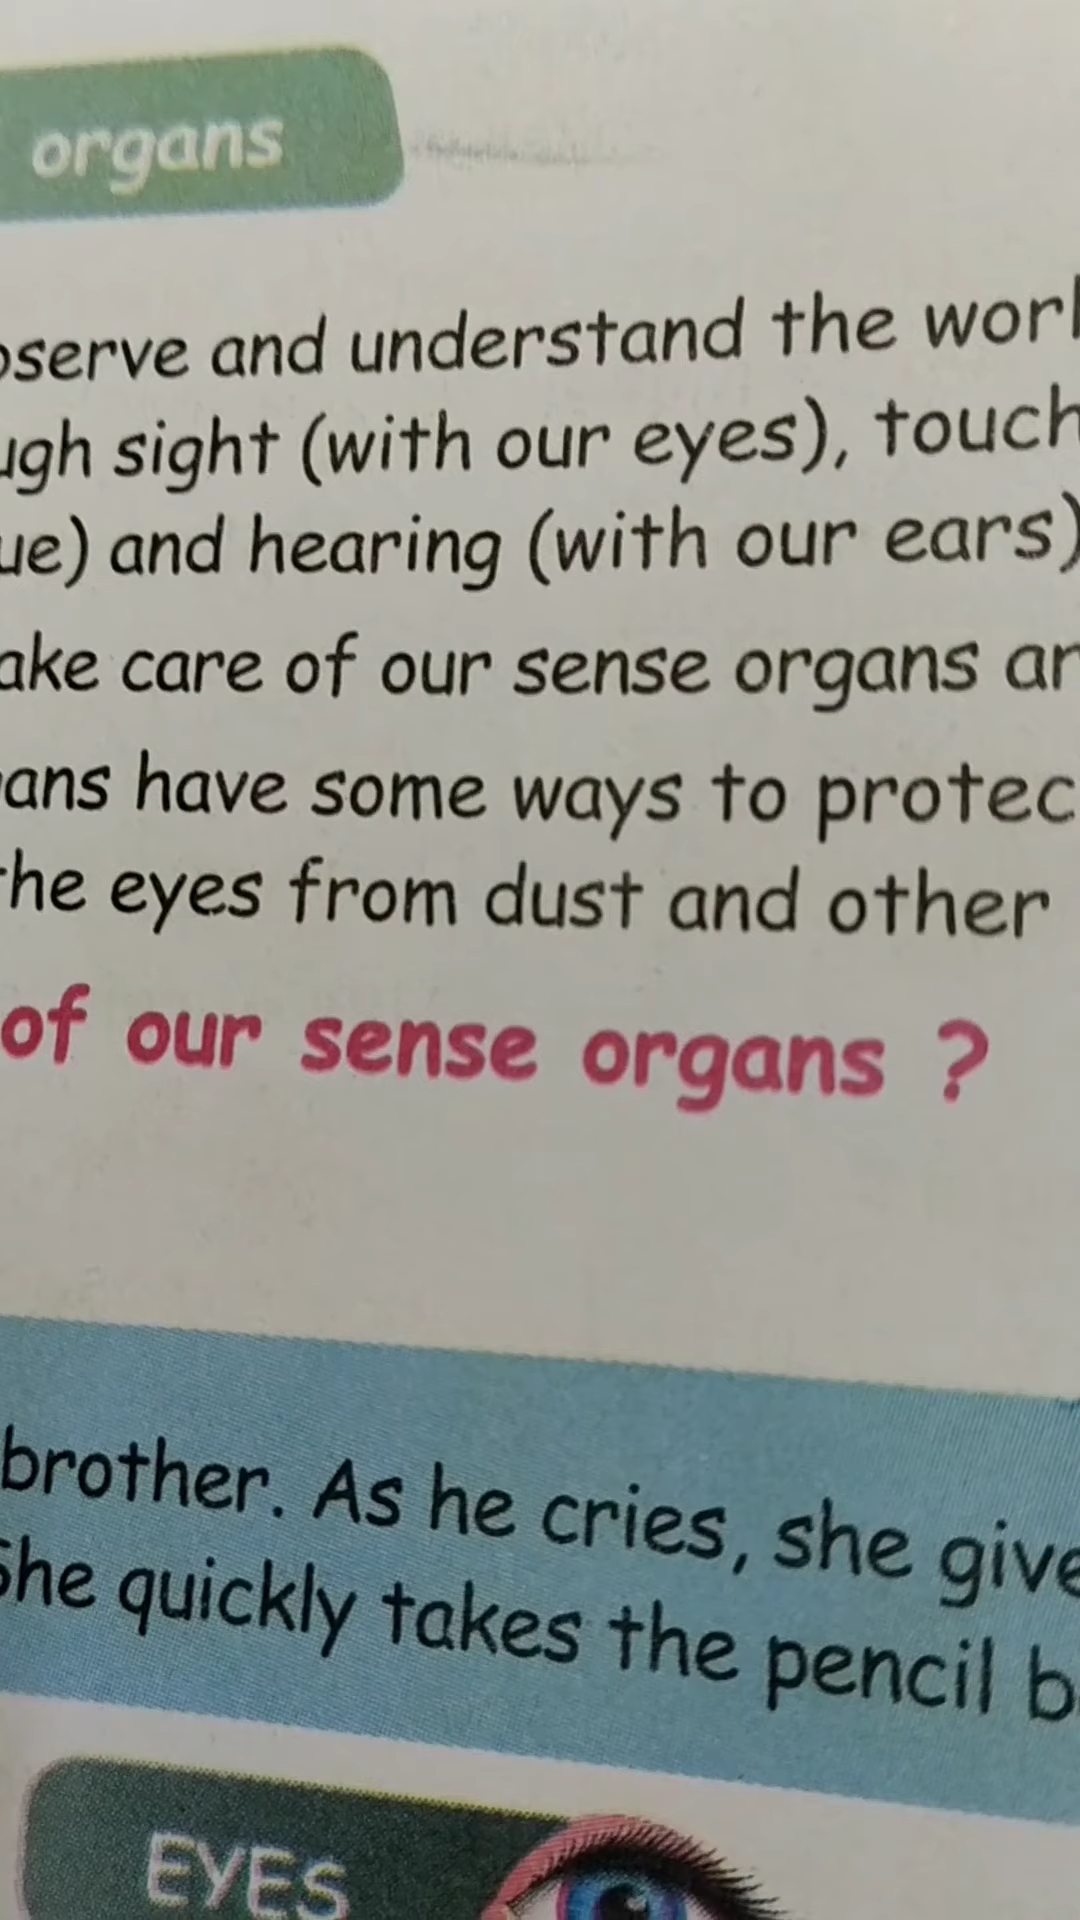 organs
serve and understand the worl
ugh sight (with our eyes), touch
ue) and hearing (with our ears)
ake care of our sense organs ar
ans have some ways to protec
he eyes from dust and other
of our sense organs ?
brother. As he cries, she give
She quickly takes the pencil b
EYES